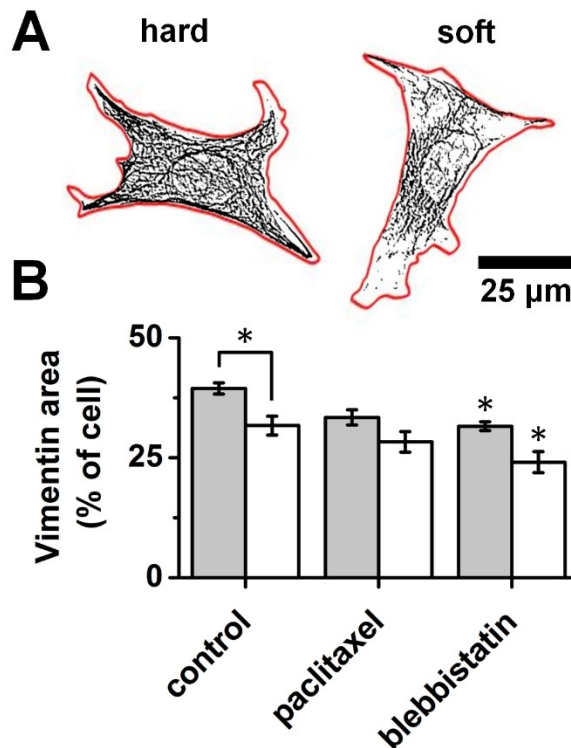 A
hard
soft
25 µm
B
Vimentin area
(% of cell)
50
25
0
*
*
*
control
paclitaxel
blebbistatin